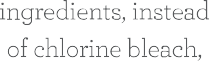 ingredients, instead
of chlorine bleach,